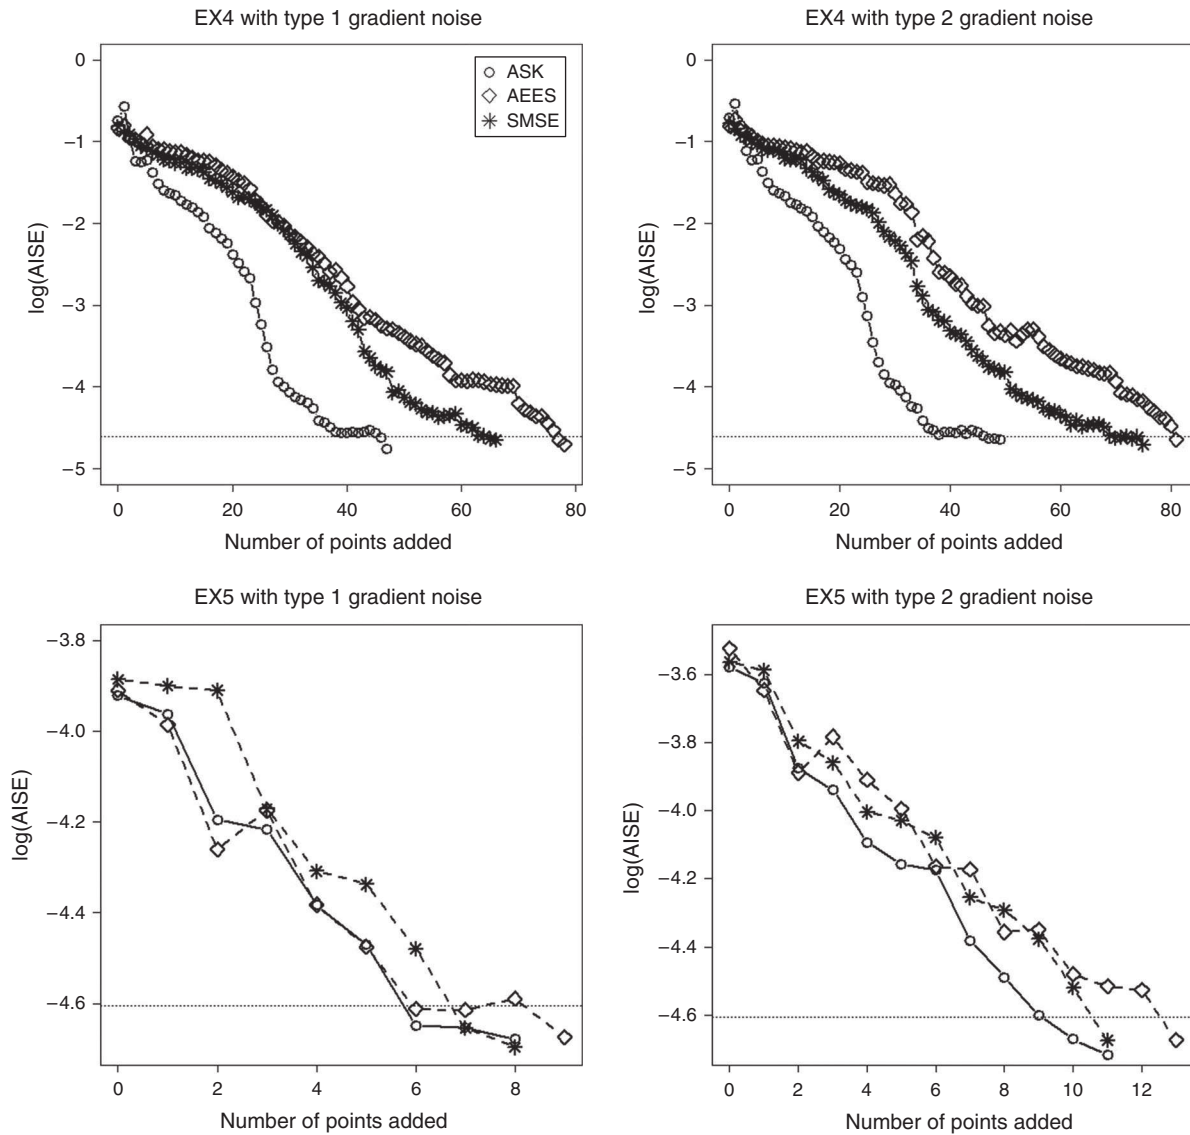 EX4 with type 1 gradient noise
EX4 with type 2 gradient noise
0
−1
−2
−3
−4
−5
log(AISE)
ASK
AEES
SMSE
0 20 40 60 80
Number of points added
0
−1
−2
−3
−4
−5
log(AISE)
0 20 40 60 80
Number of points added
EX5 with type 1 gradient noise
EX5 with type 2 gradient noise
−3.8
−4.0
−4.2
−4.4
−4.6
log(AISE)
0 2 4 6 8
Number of points added
−3.6
−3.8
−4.0
−4.2
−4.4
−4.6
log(AISE)
0 2 4 6 8 10 12
Number of points added